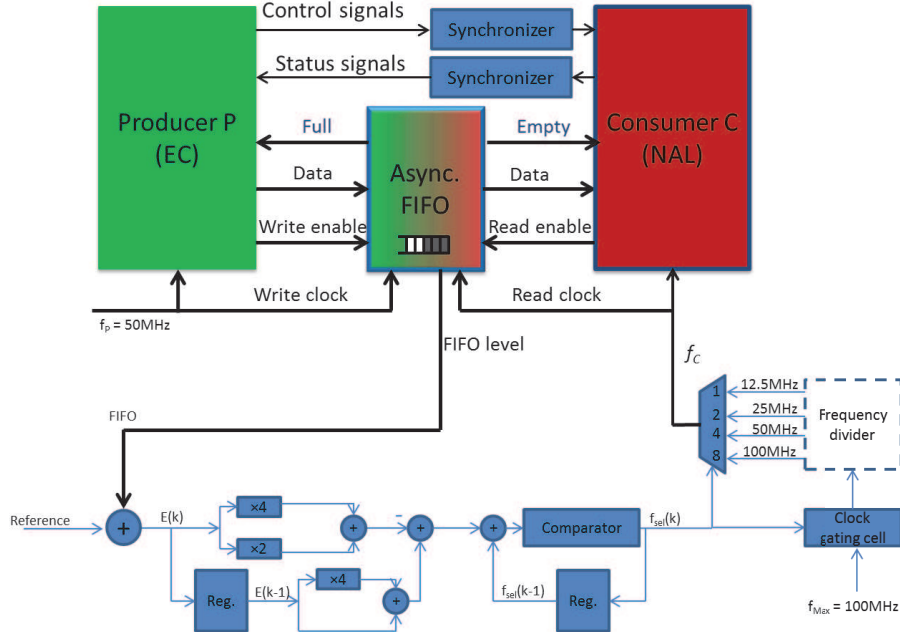 Control signals
Synchronizer
Status signals
Synchronizer
Producer P
(EC)
Full
Data
Write enable
Async.
FIFO
Empty
Data
Read enable
Consumer C
(NAL)
Write clock
Read clock
fP = 50MHz
FIFO level
fC
FIFO
1
2
4
8
12.5MHz
25MHz
50MHz
100MHz
Frequency
divider
Reference
+
E(k)
×4
×2
+
-
+
+
Comparator
fsel(k)
Clock
gating cell
Reg.
E(k-1)
×4
+
fsel(k-1)
Reg.
fMax = 100MHz